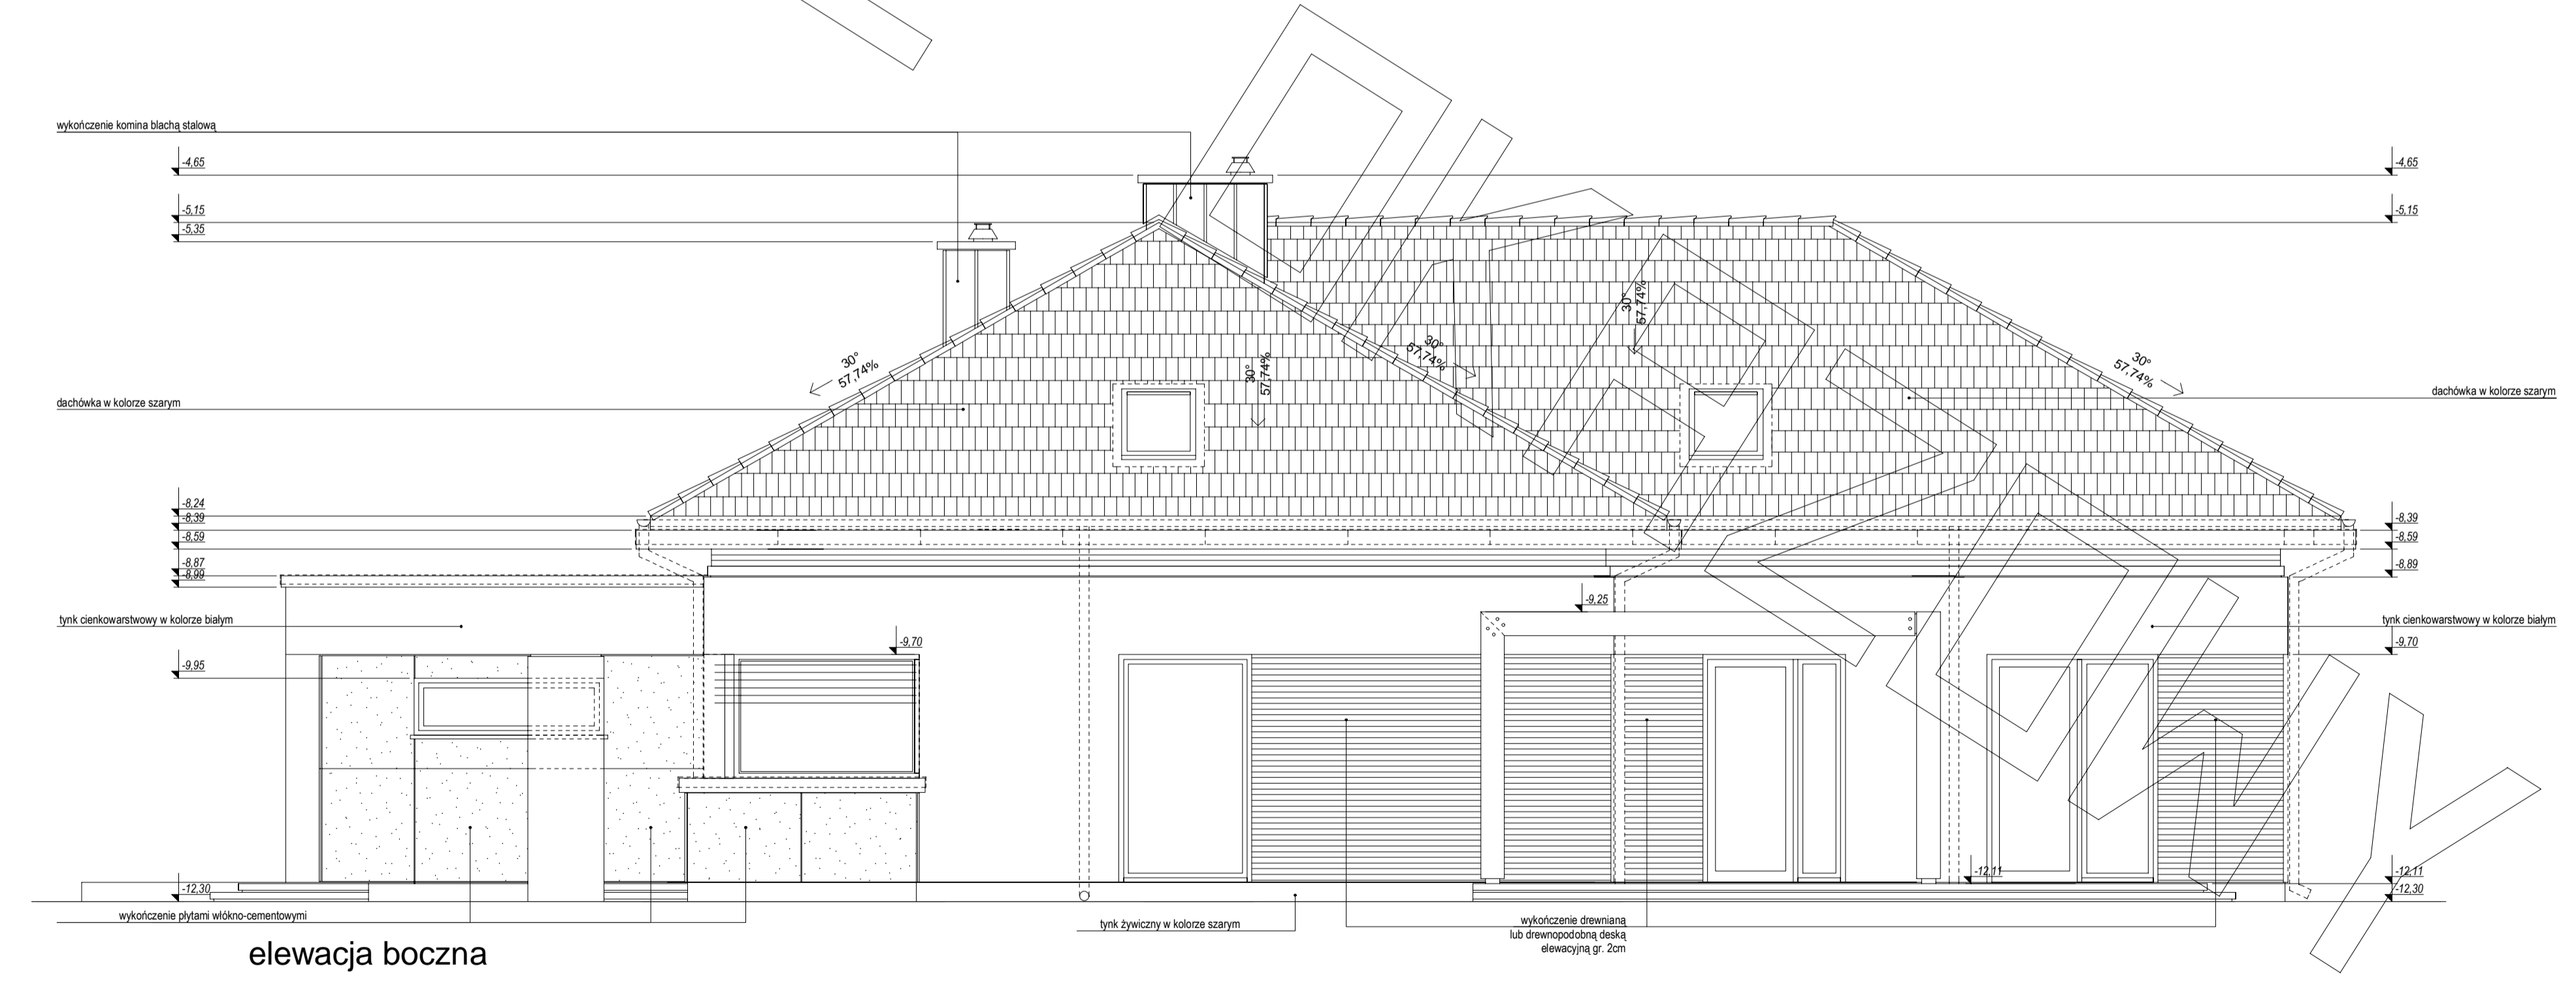 wykończenie komina blachą stalową
-4,65
-4,65
-5,15
-5,15
-5,35
30°
57,74%
30°
57,74%
30°
57,74%
30°
57,74%
30°
57,74%
dachówka w kolorze szarym
dachówka w kolorze szarym
-8,24
-8,39
-8,39
-8,59
-8,59
-8,87
-8,89
-8,99
-9,25
tynk cienkowarstwowy w kolorze białym
tynk cienkowarstwowy w kolorze białym
-9,70
-9,70
-9,95
-12,11
-12,11
-12,30
-12,30
wykończenie płytami włókno-cementowymi
tynk żywiczny w kolorze szarym
wykończenie drewnianą
lub drewnopodobną deską
elewacyjną gr. 2cm
elewacja boczna